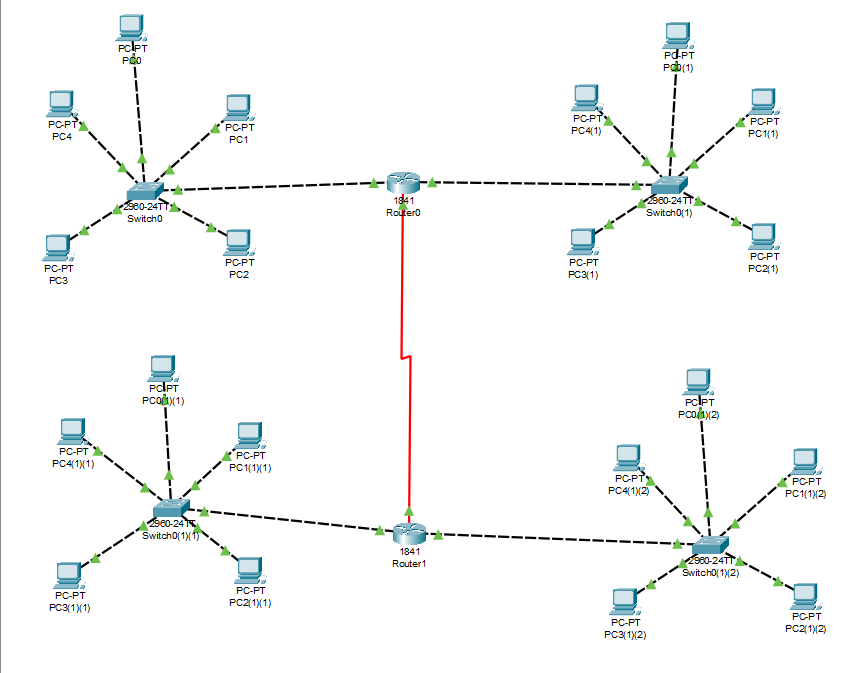 PC-PT
PC0
PC-PT
PC4
PC-PT
PC1
2960-24TT
Switch0
PC-PT
PC3
PC-PT
PC2
1841
Router0
PC-PT
PC0(1)
PC-PT
PC4(1)
PC-PT
PC1(1)
2960-24TT
Switch0(1)
PC-PT
PC3(1)
PC-PT
PC2(1)
PC-PT
PC0(1)(1)
PC-PT
PC4(1)(1)
PC-PT
PC1(1)(1)
2960-24TT
Switch0(1)(1)
PC-PT
PC3(1)(1)
PC-PT
PC2(1)(1)
1841
Router1
PC-PT
PC0(1)(2)
PC-PT
PC4(1)(2)
PC-PT
PC1(1)(2)
2960-24TT
Switch0(1)(2)
PC-PT
PC3(1)(2)
PC-PT
PC2(1)(2)